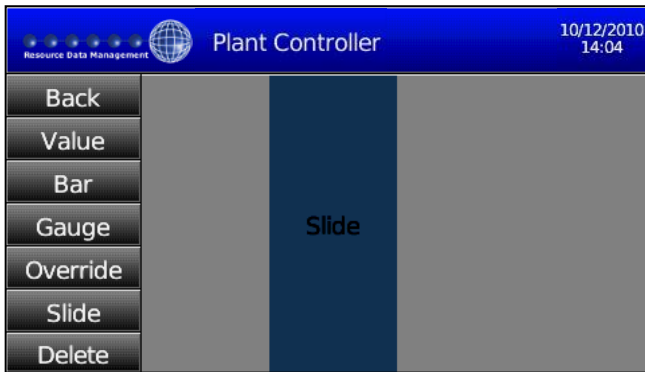 Resource Data Management
Plant Controller
10/12/2010
14:04
Back
Value
Bar
Gauge
Override
Slide
Delete
Slide